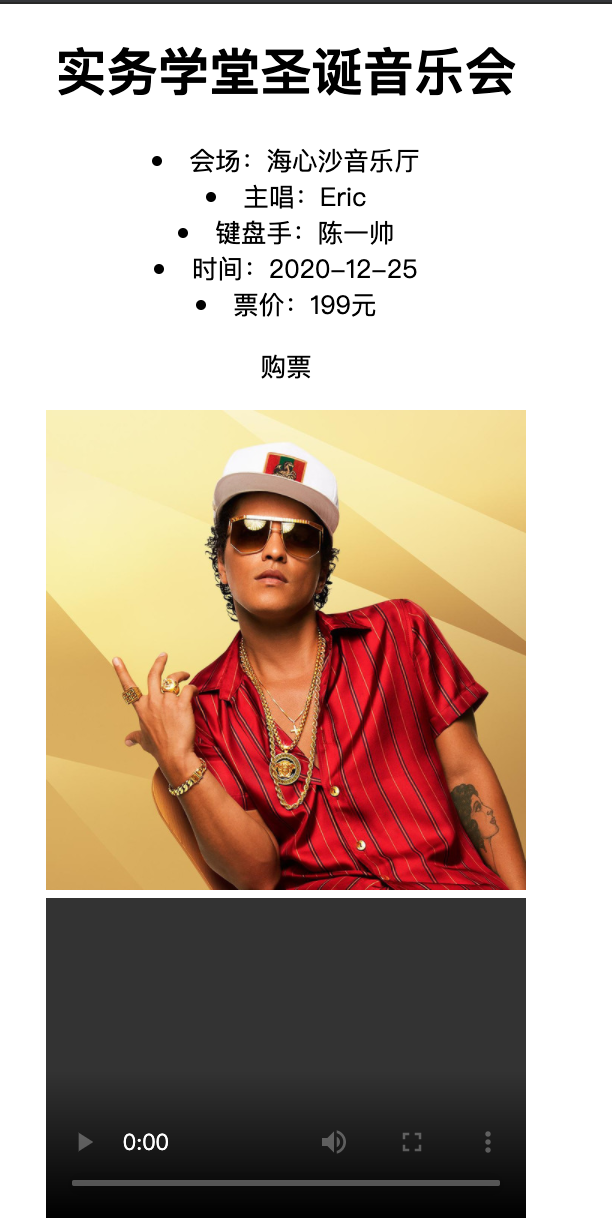 实务学堂圣诞音乐会
会场：海心沙音乐厅
主唱：Eric
键盘手：陈一帅
时间：2020-12-25
票价：199元
购票
0:00